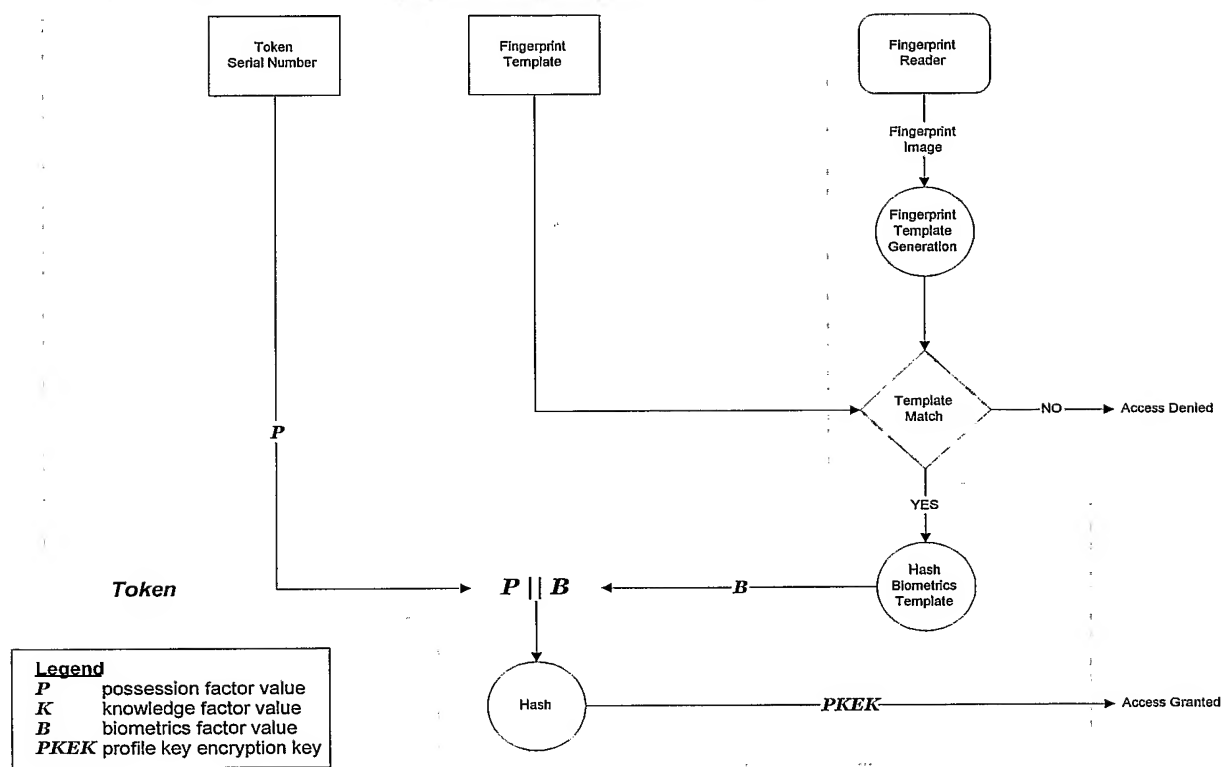 Token
Serial Number
Fingerprint
Template
Fingerprint
Reader
Fingerprint
Image
Fingerprint
Template
Generation
Template
Match
NO
Access Denied
P
YES
Token
P || B
B
Hash
Biometrics
Template
Hash
PKEK
Access Granted
Legend
P possession factor value
K knowledge factor value
B biometrics factor value
PKEK profile key encryption key